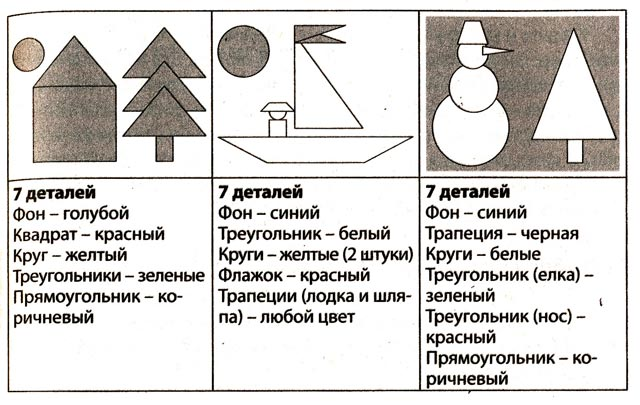 7 деталей
Фон – голубой
Квадрат – красный
Круг – желтый
Треугольники – зеленые
Прямоугольник – ко-
ричневый
7 деталей
Фон – синий
Треугольник – белый
Круги – желтые (2 штуки)
Флажок – красный
Трапеции (лодка и шля-
па) – любой цвет
7 деталей
Фон – синий
Трапеция – черная
Круги – белые
Треугольник (елка) –
зеленый
Треугольник (нос) –
красный
Прямоугольник – ко-
ричневый